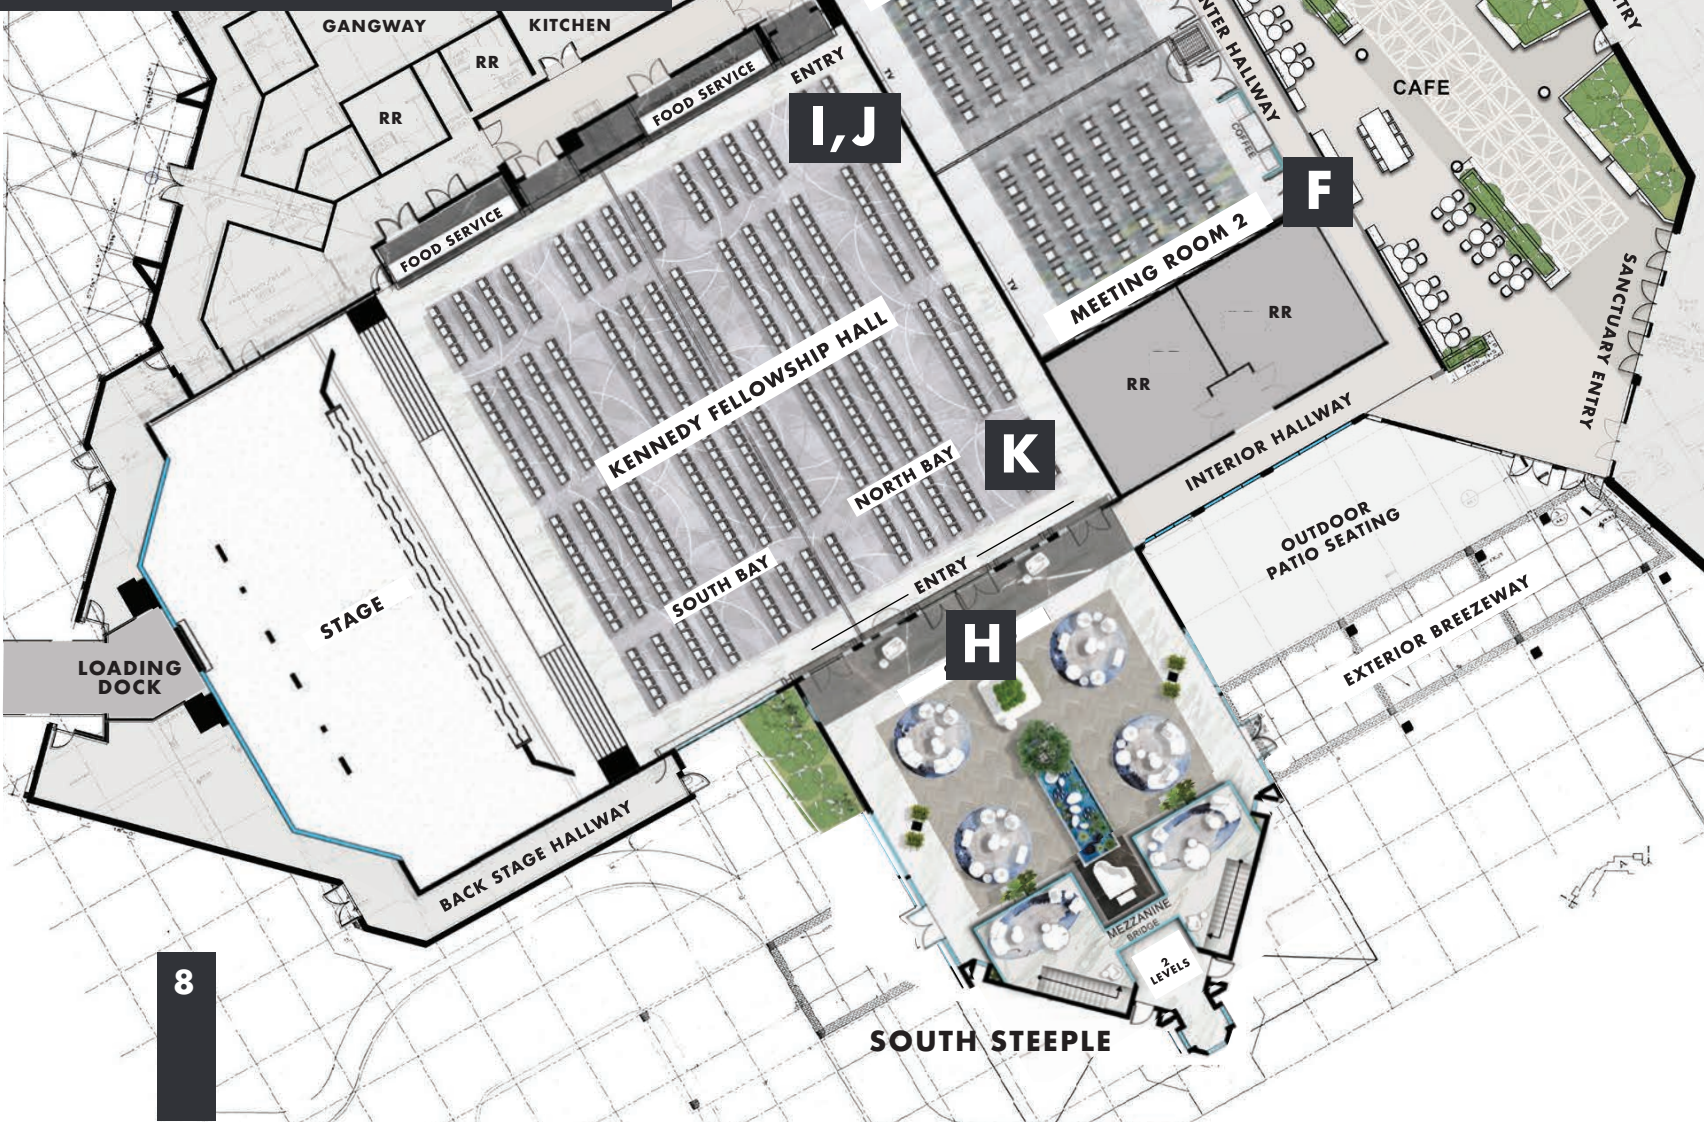 GANGWAY
KITCHEN
RR
RR
FOOD SERVICE
FOOD SERVICE
ENTRY
I,J
TV
TV
COFFEE
CAFE
F
MEETING ROOM 2
RR
RR
SANCTUARY ENTRY
KENNEDY FELLOWSHIP HALL
NORTH BAY
K
INTERIOR HALLWAY
OUTDOOR
PATIO SEATING
EXTERIOR BREEZEWAY
SOUTH BAY
ENTRY
H
STAGE
LOADING
DOCK
BACK STAGE HALLWAY
MEZZANINE
BRIDGE
2
LEVELS
SOUTH STEEPLE
8